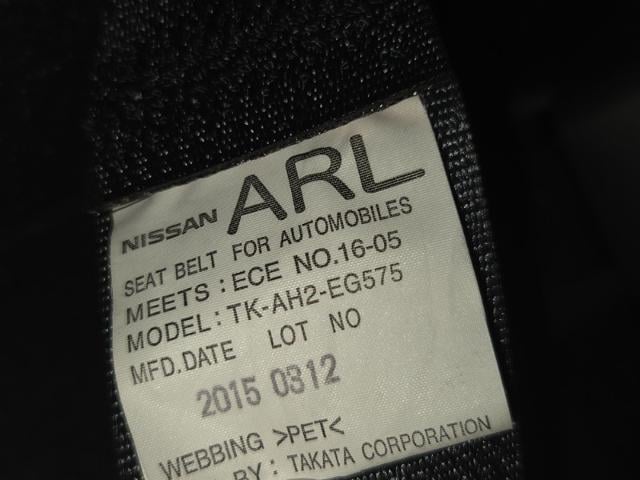 NISSAN ARL
SEAT BELT FOR AUTOMOBILES
MEETS : ECE NO.16-05
MODEL : TK-AH2-EG575
MFD.DATE LOT NO
2015 0312
WEBBING >PET<
BY : TAKATA CORPORATION